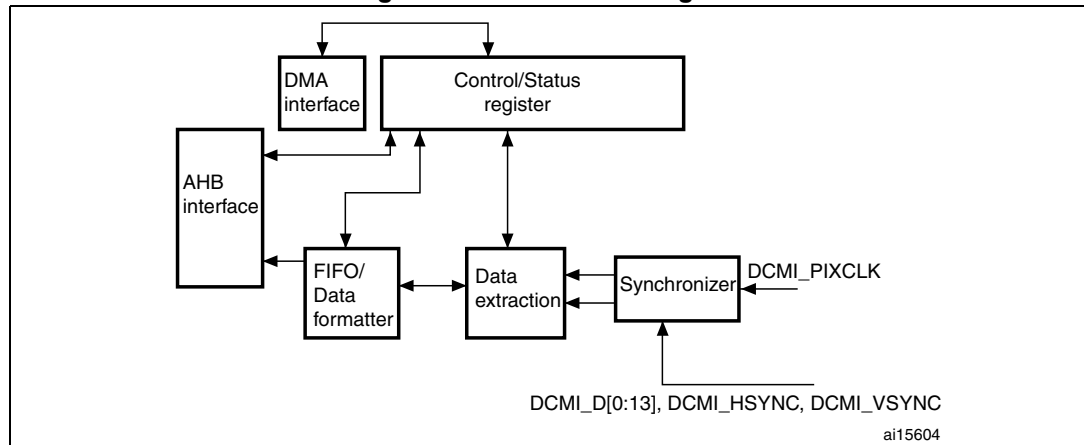 DMA
interface
Control/Status
register
AHB
interface
FIFO/
Data
formatter
Data
extraction
Synchronizer
DCMI_PIXCLK
DCMI_D[0:13], DCMI_HSYNC, DCMI_VSYNC
ai15604